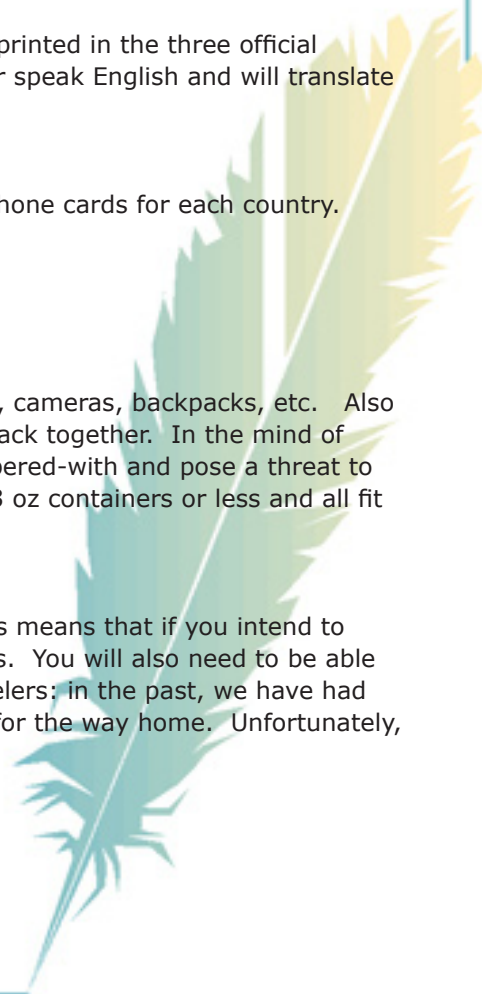 printed in the three official
r speak English and will translate
hone cards for each country.
, cameras, backpacks, etc.   Also
ack together.  In the mind of
pered-with and pose a threat to
3 oz containers or less and all fit
s means that if you intend to
s.  You will also need to be able
elers: in the past, we have had
for the way home.  Unfortunately,